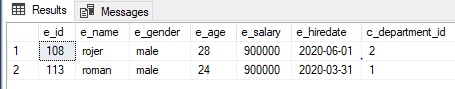 Results Messages
e_id e_name e_gender e_age e_salary e_hiredate c_department_id
1 108 rojer male 28 900000 2020-06-01 2
2 113 roman male 24 900000 2020-03-31 1